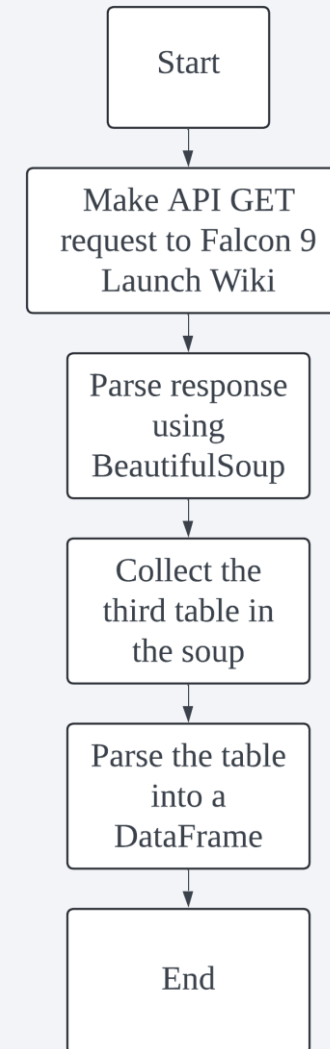 Start
Make API GET
request to Falcon 9
Launch Wiki
Parse response
using
BeautifulSoup
Collect the
third table in
the soup
Parse the table
into a
DataFrame
End